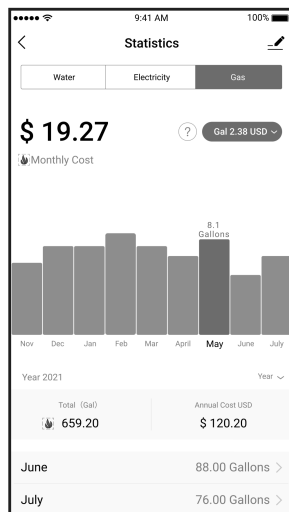 9:41 AM 100%
Statistics
Water Electricity Gas
$ 19.27 ? Gal 2.38 USD
Monthly Cost
8.1
Gallons
Nov Dec Jan Feb Mar April May June July
Year 2021 Year
Total（Gal） Annual Cost USD
659.20 $ 120.20
June 88.00 Gallons
July 76.00 Gallons